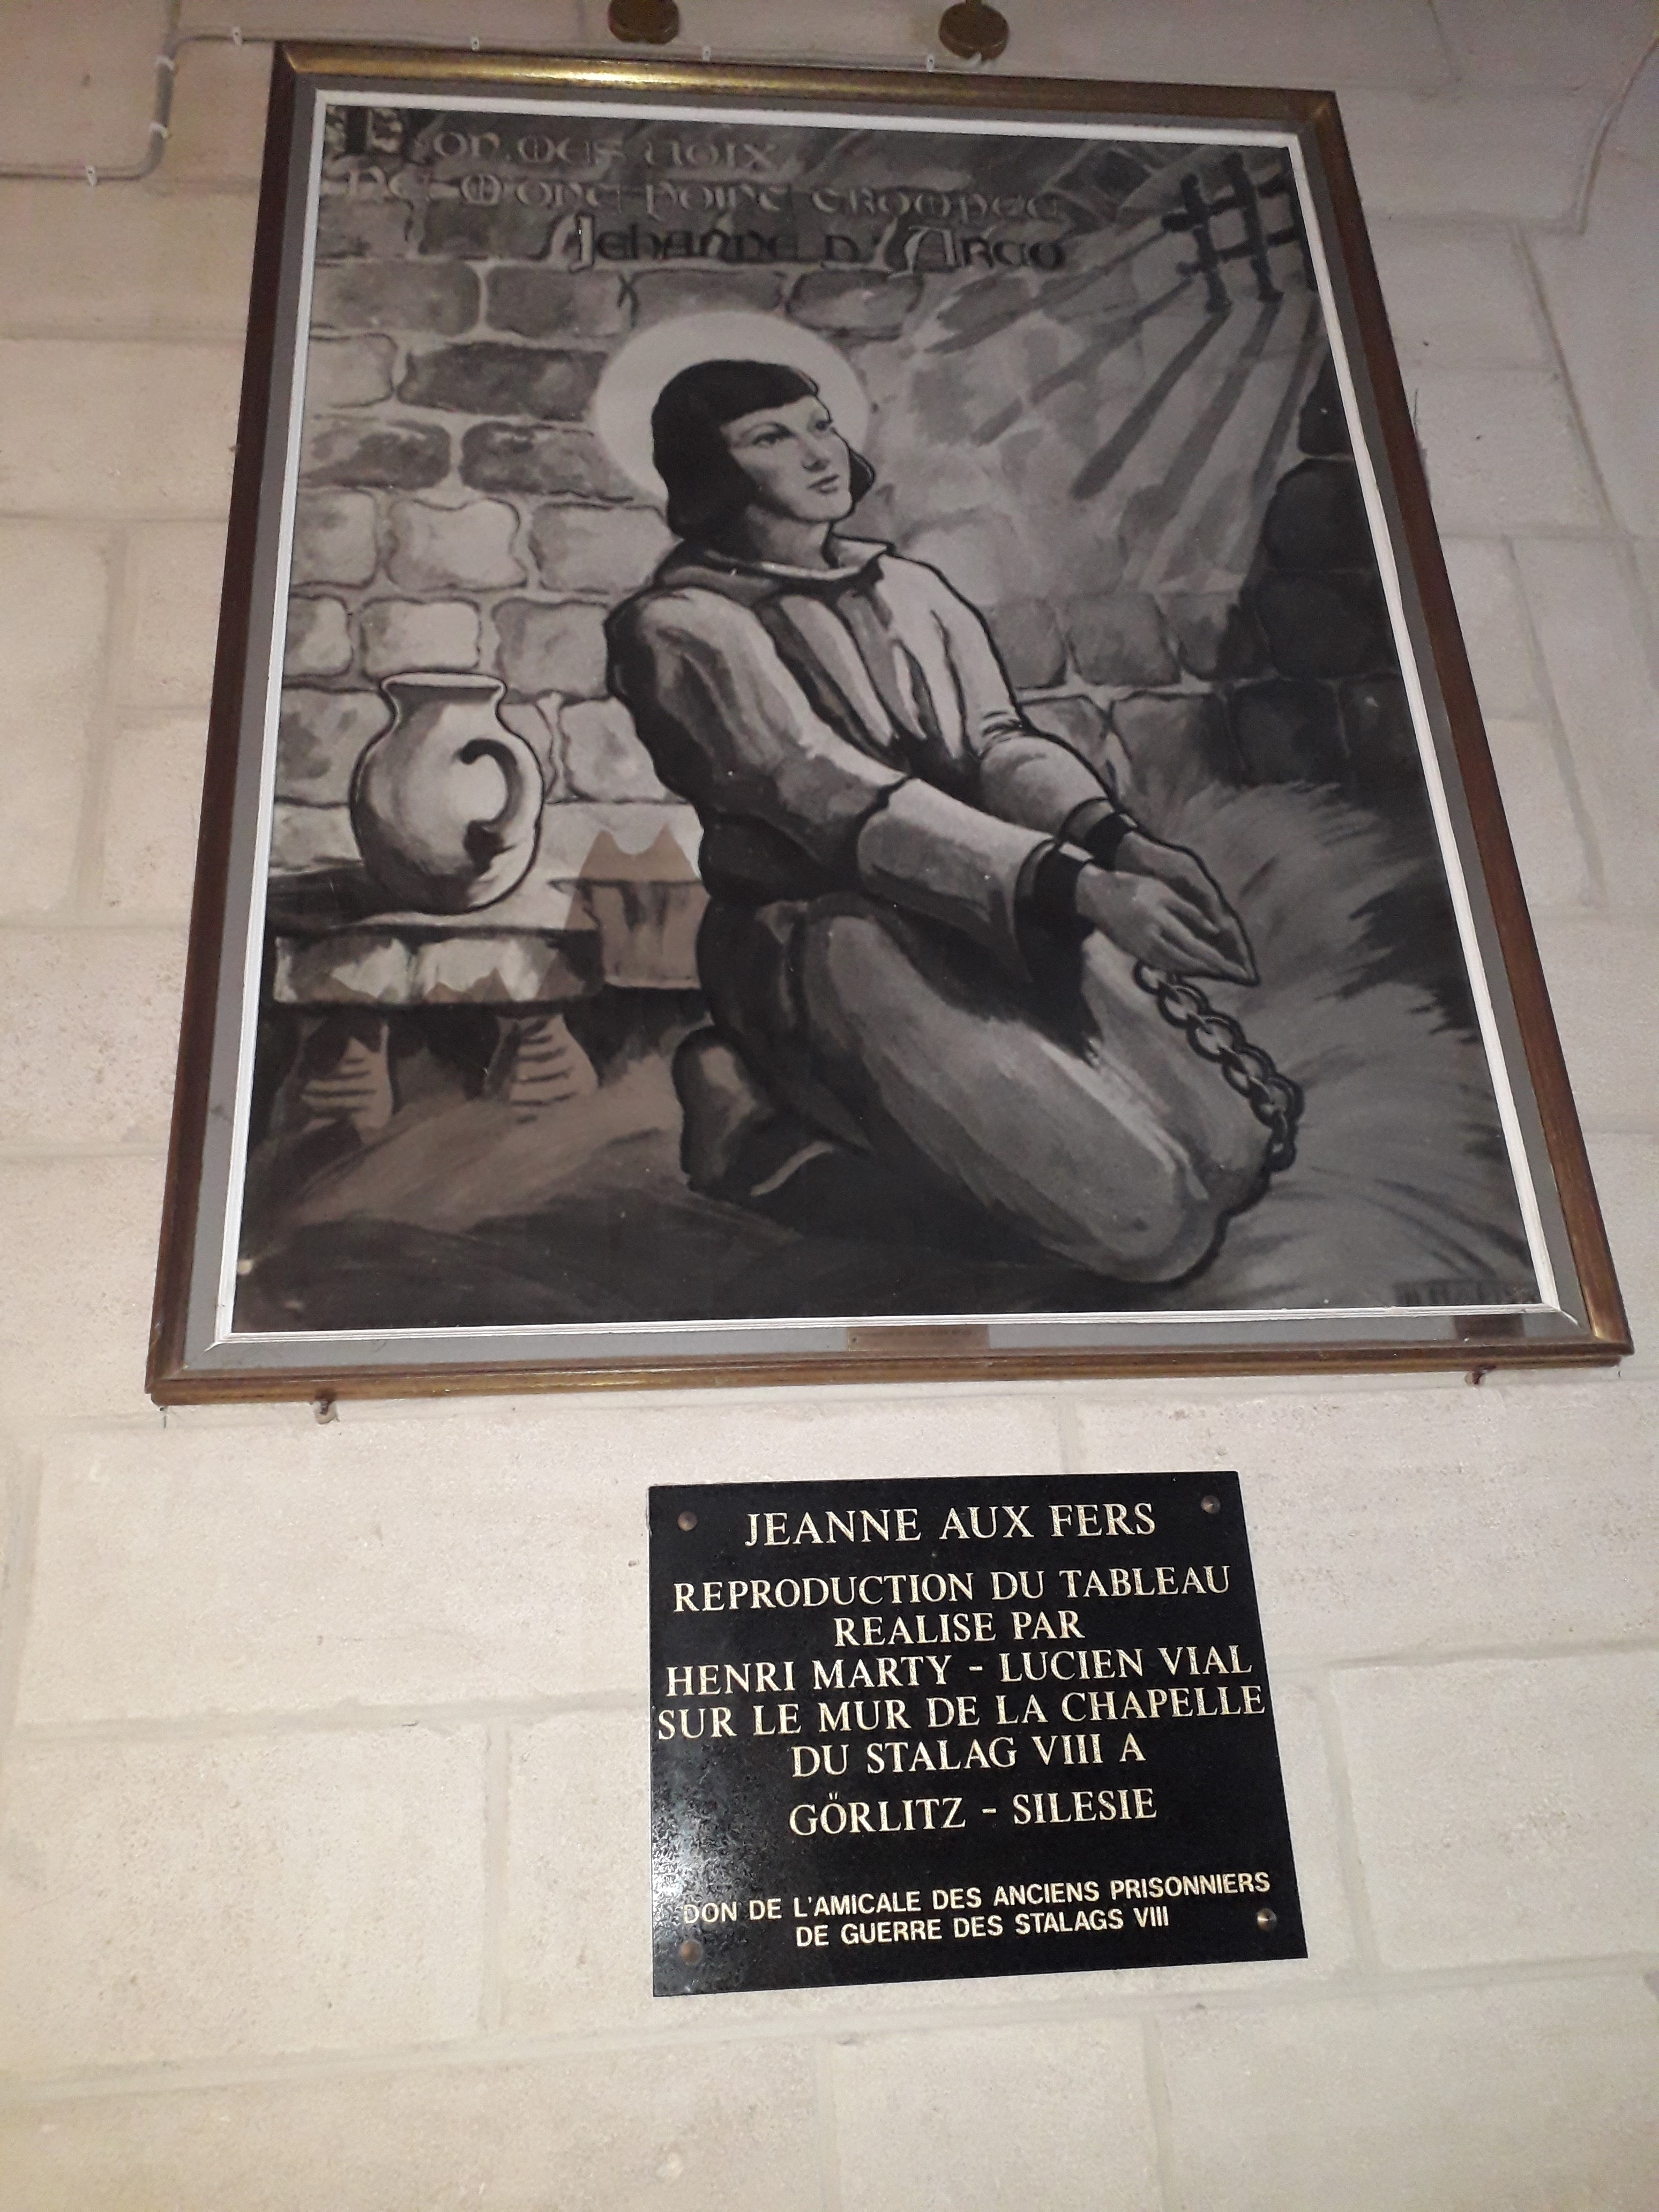 Non. mes voix
ne m'ont point trompée
Jehanne d'Arc
JEANNE AUX FERS
REPRODUCTION DU TABLEAU
REALISE PAR
HENRI MARTY - LUCIEN VIAL
SUR LE MUR DE LA CHAPELLE
DU STALAG VIII A
GÖRLITZ - SILESIE
DON DE L'AMICALE DES ANCIENS PRISONNIERS
DE GUERRE DES STALAGS VIII